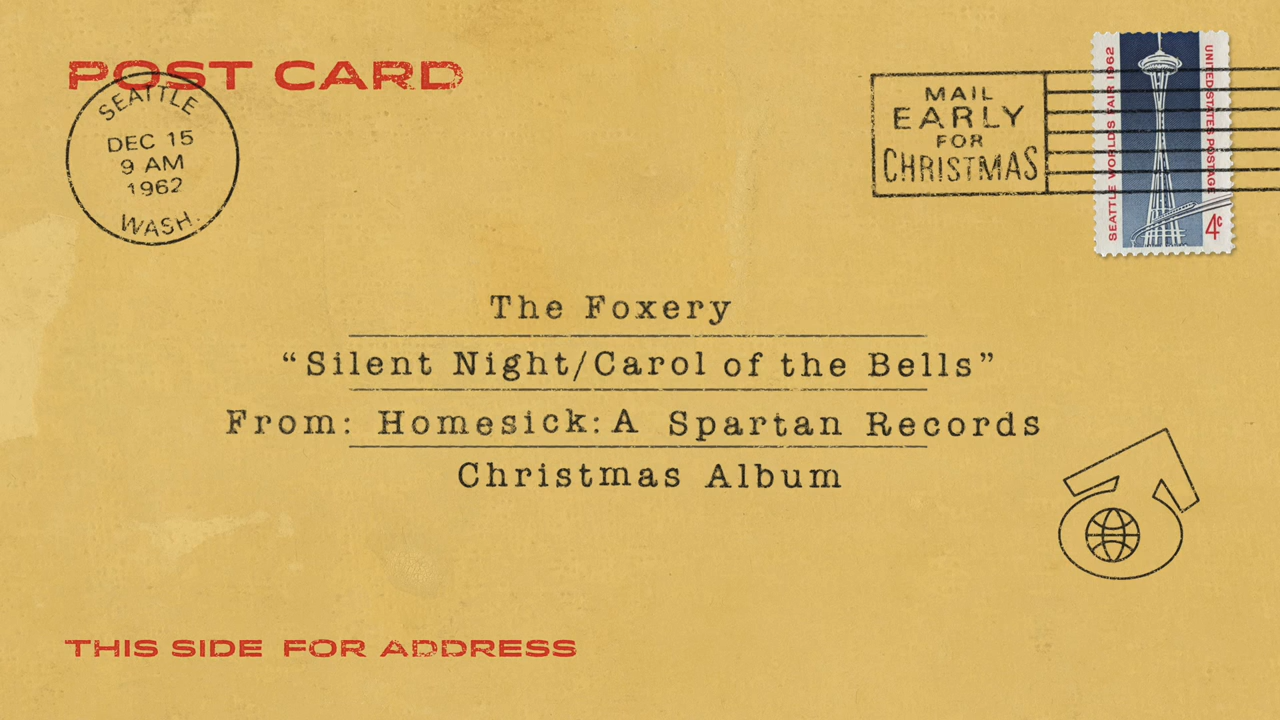 POST CARD
SEATTLE
DEC 15
9 AM
1962
WASH.
MAIL
EARLY
FOR
CHRISTMAS
SEATTLE WORLD'S FAIR 1962
UNITED STATES POSTAGE
4¢
The Foxery
“Silent Night/Carol of the Bells”
From: Homesick: A Spartan Records
Christmas Album
THIS SIDE FOR ADDRESS